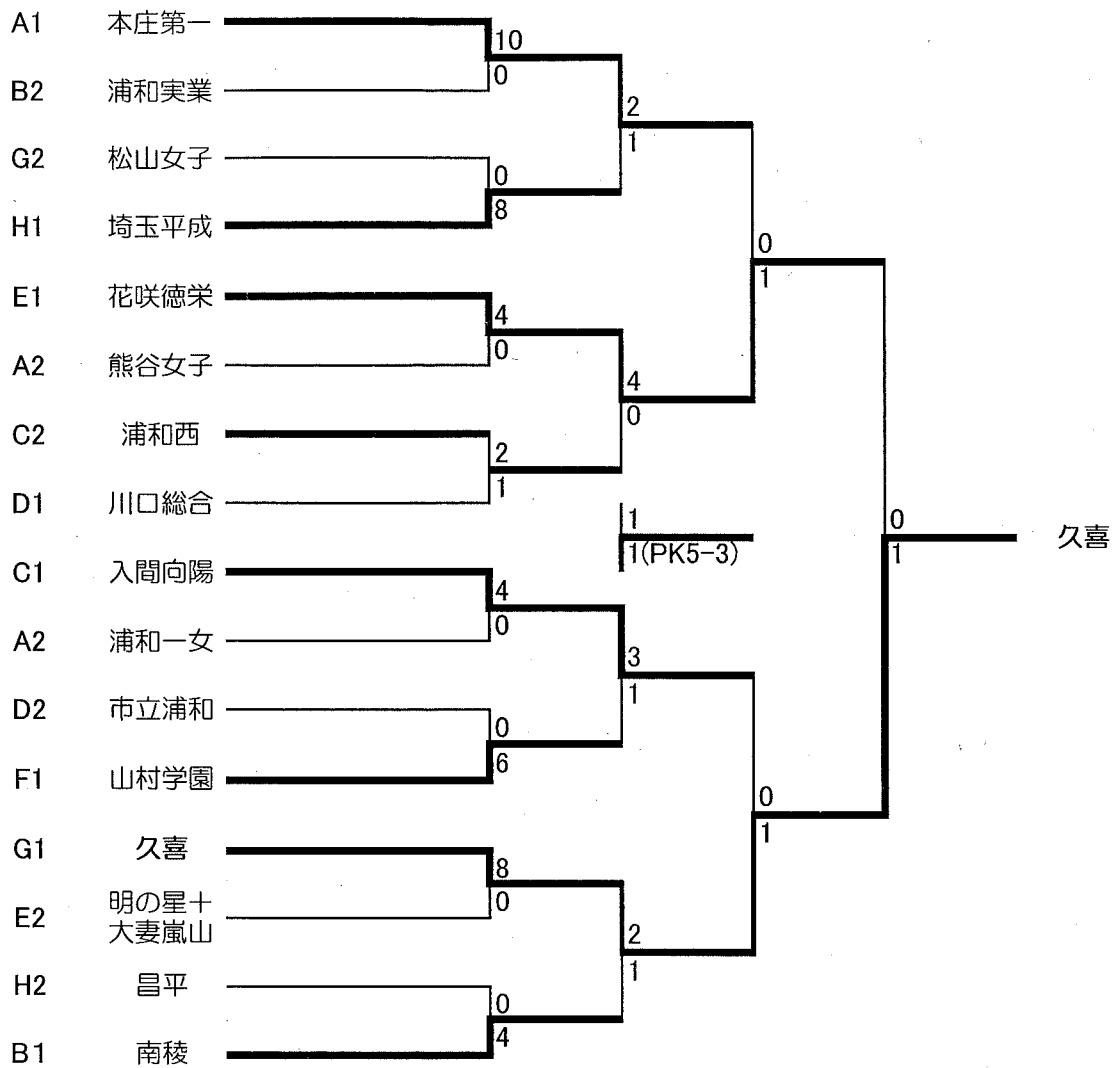 A1 本庄第一
10
0
B2 浦和実業
2
1
G2 松山女子
0
8
H1 埼玉平成
0
1
E1 花咲徳栄
4
0
A2 熊谷女子
4
0
C2 浦和西
2
1
D1 川口総合
1
1(PK5-3)
0
1
久喜
C1 入間向陽
4
0
A2 浦和一女
3
1
D2 市立浦和
0
6
F1 山村学園
0
1
G1 久喜
8
0
E2 明の星十
大妻嵐山
2
1
H2 昌平
0
4
B1 南稜